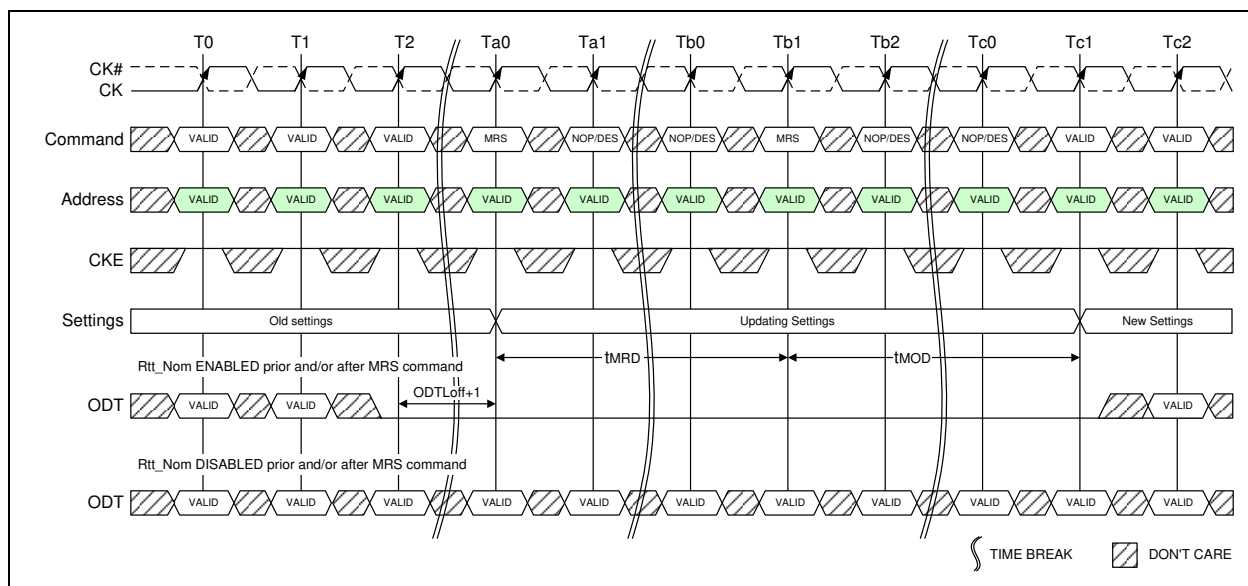 T0 T1 T2 Ta0 Ta1 Tb0 Tb1 Tb2 Tc0 Tc1 Tc2
CK#
CK
Command VALID VALID VALID MRS NOP/DES NOP/DES MRS NOP/DES NOP/DES VALID VALID
Address VALID VALID VALID VALID VALID VALID VALID VALID VALID VALID VALID
CKE
Settings Old settings Updating Settings New Settings
tMRD tMOD
Rtt_Nom ENABLED prior and/or after MRS command
ODTLoff+1
ODT VALID VALID VALID
Rtt_Nom DISABLED prior and/or after MRS command
ODT VALID VALID VALID VALID VALID VALID VALID VALID VALID VALID VALID
TIME BREAK DON'T CARE